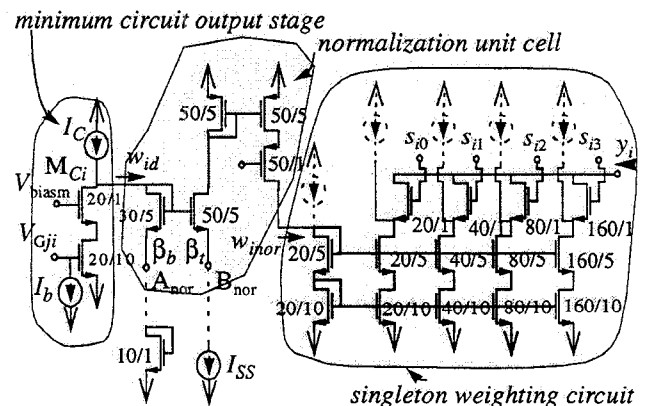 minimum circuit output stage
normalization unit cell
I_C
M_Ci
V_biasm
20/1
w_id
V_Gji
20/10
I_b
50/5
50/5
50/1
30/5
50/5
β_b
β_t
A_nor
B_nor
10/1
I_SS
w_inor
s_i0
s_i1
s_i2
s_i3
y_i
20/1
40/1
80/1
160/1
20/5
20/5
40/5
80/5
160/5
20/10
20/10
40/10
80/10
160/10
singleton weighting circuit